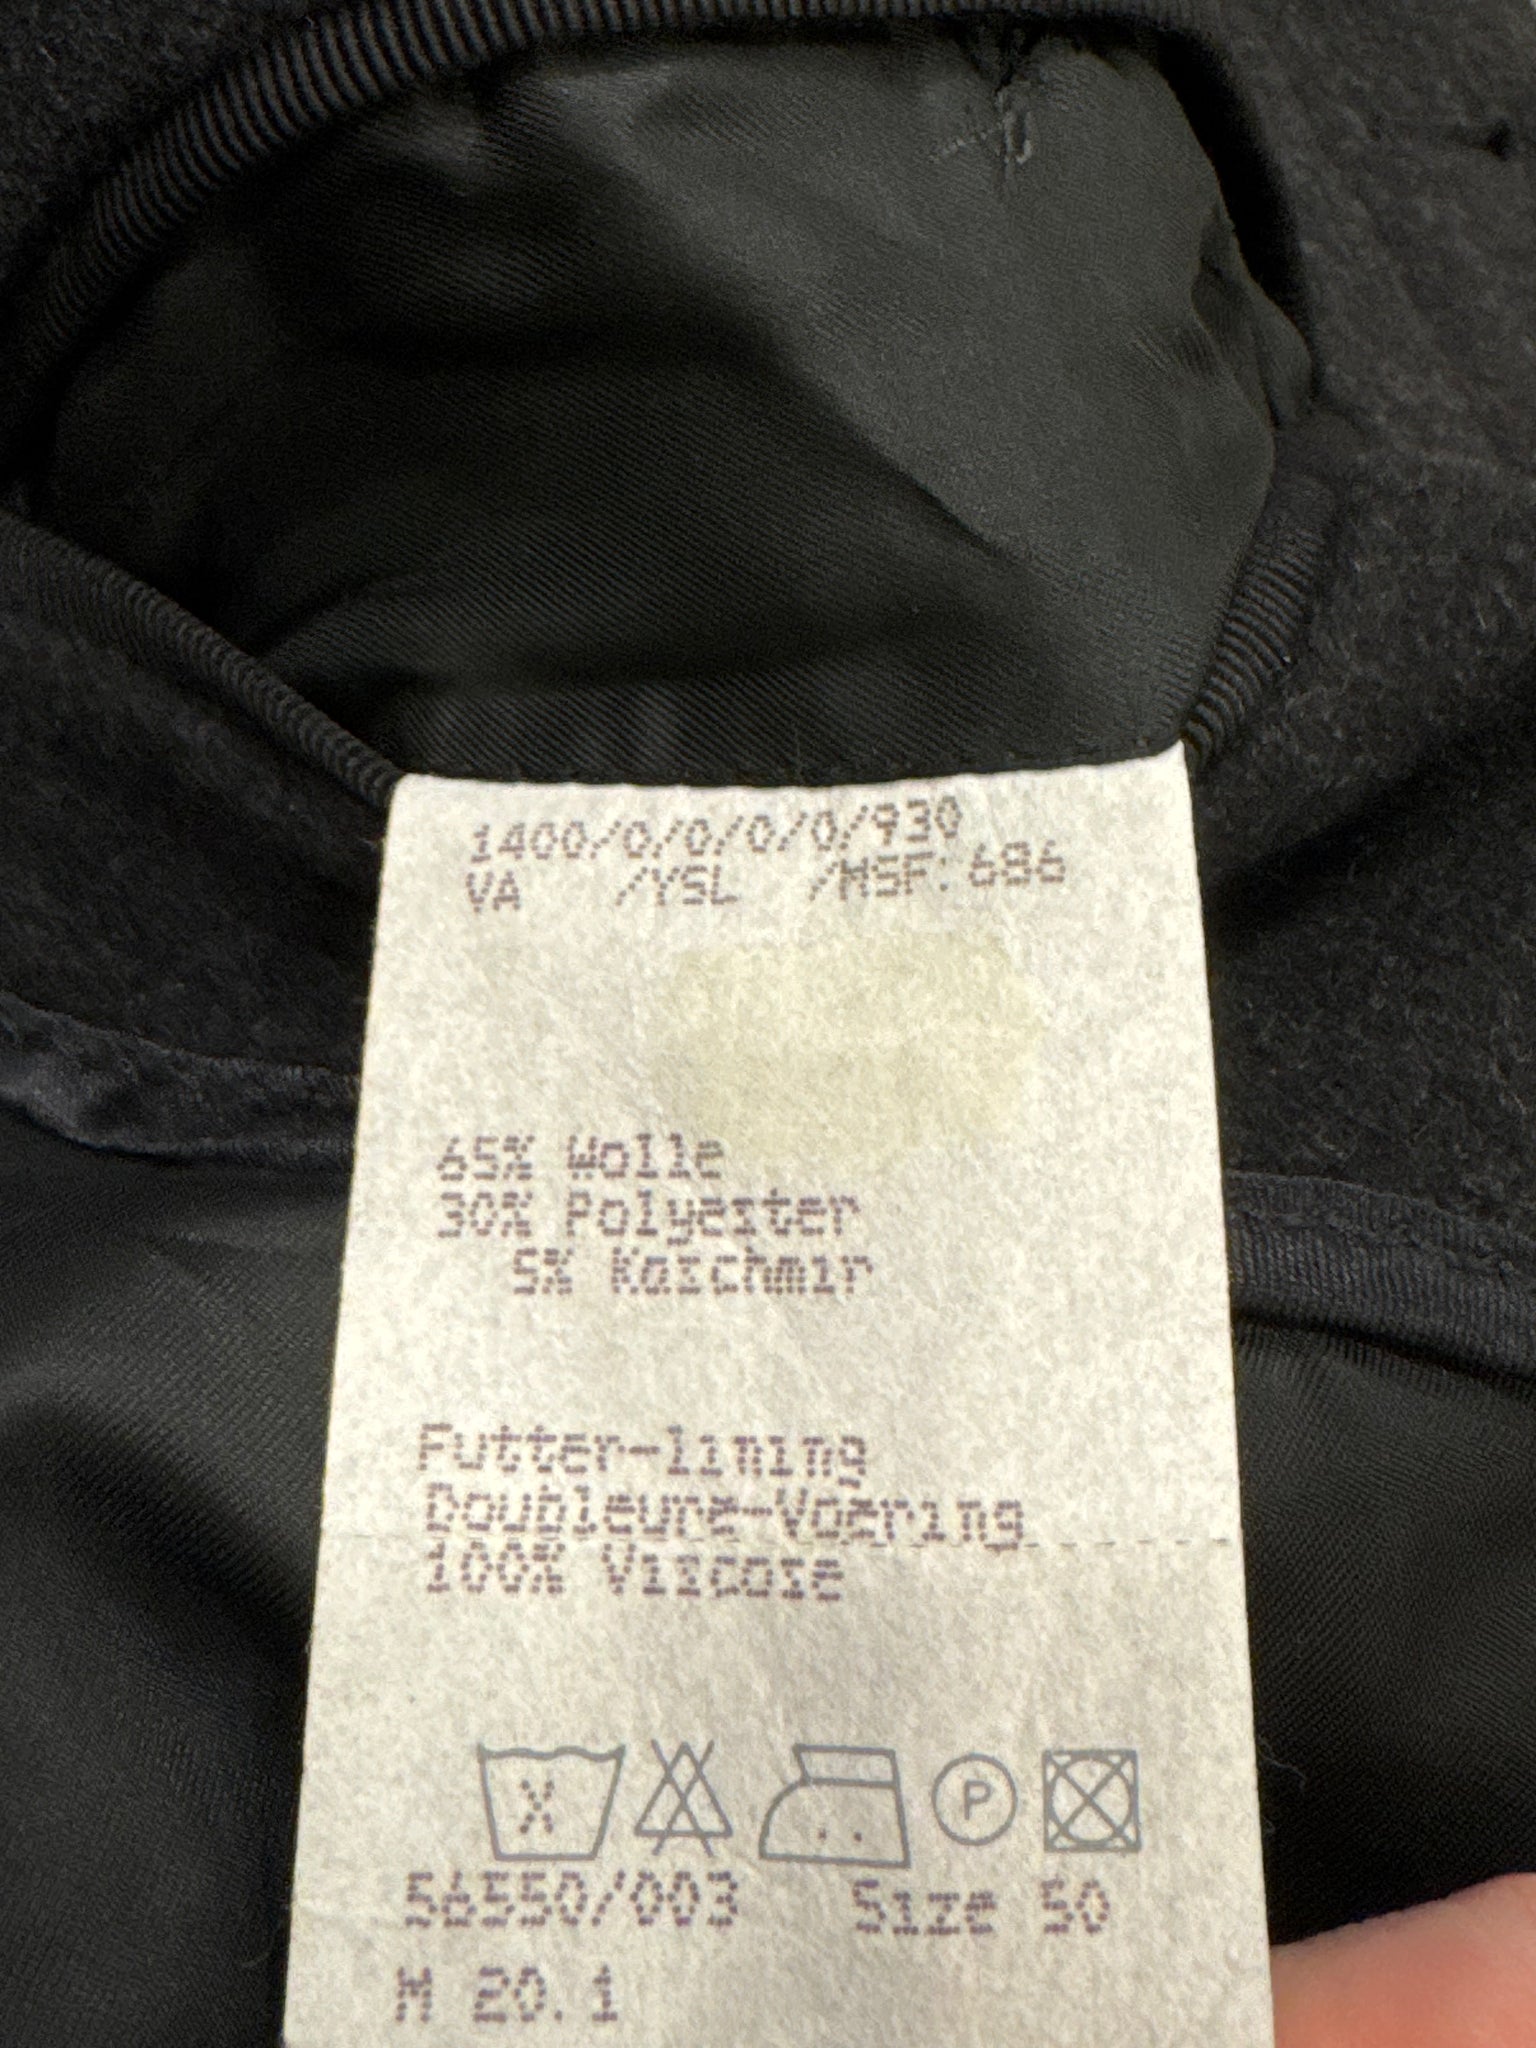 1400/0/0/0/0/930
VA /YSL /MSF: 686
65% Wolle
30% Polyester
5% Kaschmir
Futter-lining
Doubleure-Voering
100% Viscose
X
P
56550/003 Size 50
M 20.1